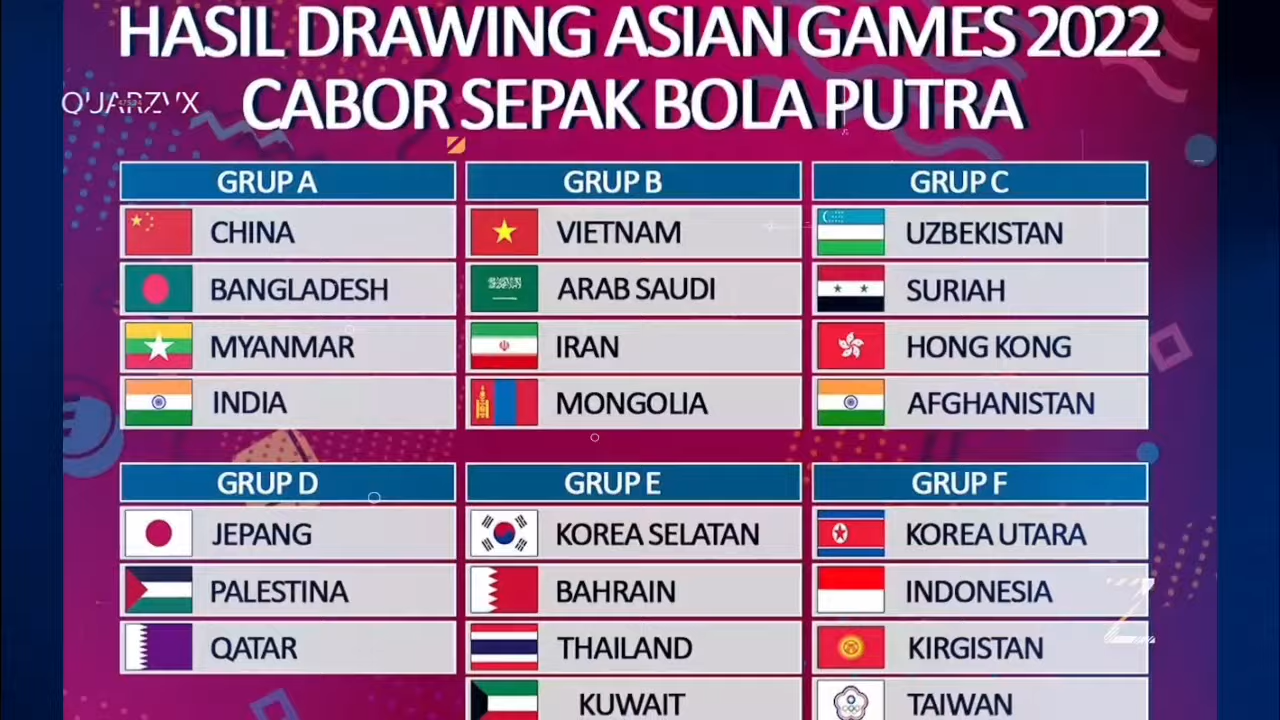 HASIL DRAWING ASIAN GAMES 2022
CABOR SEPAK BOLA PUTRA
QUARZVX
GRUP A
CHINA
BANGLADESH
MYANMAR
INDIA
GRUP B
VIETNAM
ARAB SAUDI
IRAN
MONGOLIA
GRUP C
UZBEKISTAN
SURIAH
HONG KONG
AFGHANISTAN
GRUP D
JEPANG
PALESTINA
QATAR
GRUP E
KOREA SELATAN
BAHRAIN
THAILAND
KUWAIT
GRUP F
KOREA UTARA
INDONESIA
KIRGISTAN
TAIWAN
Z